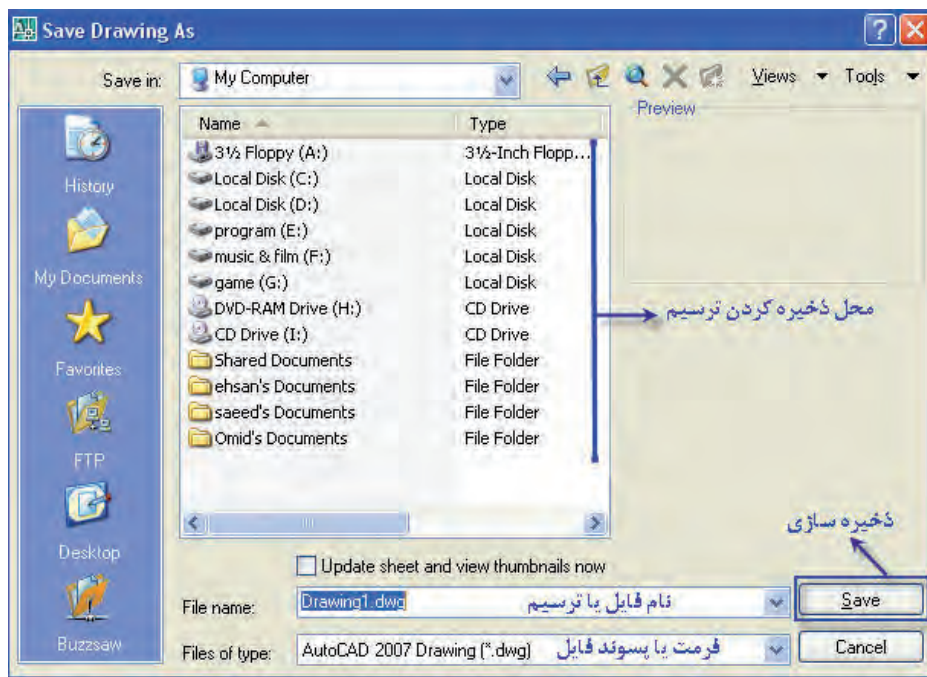 Save Drawing As
Save in: My Computer Views Tools
History
My Documents
Favorites
FTP
Desktop
Buzzsaw
Name Type
3½ Floppy (A:) 3½-Inch Flopp...
Local Disk (C:) Local Disk
Local Disk (D:) Local Disk
program (E:) Local Disk
music & film (F:) Local Disk
game (G:) Local Disk
DVD-RAM Drive (H:) CD Drive
CD Drive (I:) CD Drive
Shared Documents File Folder
ehsan's Documents File Folder
saeed's Documents File Folder
Omid's Documents File Folder
Preview
محل ذخیره کردن ترسیم
ذخیره سازی
Update sheet and view thumbnails now
File name: Drawing1.dwg نام فایل یا ترسیم Save
Files of type: AutoCAD 2007 Drawing (*.dwg) فرمت یا پسوند فایل Cancel